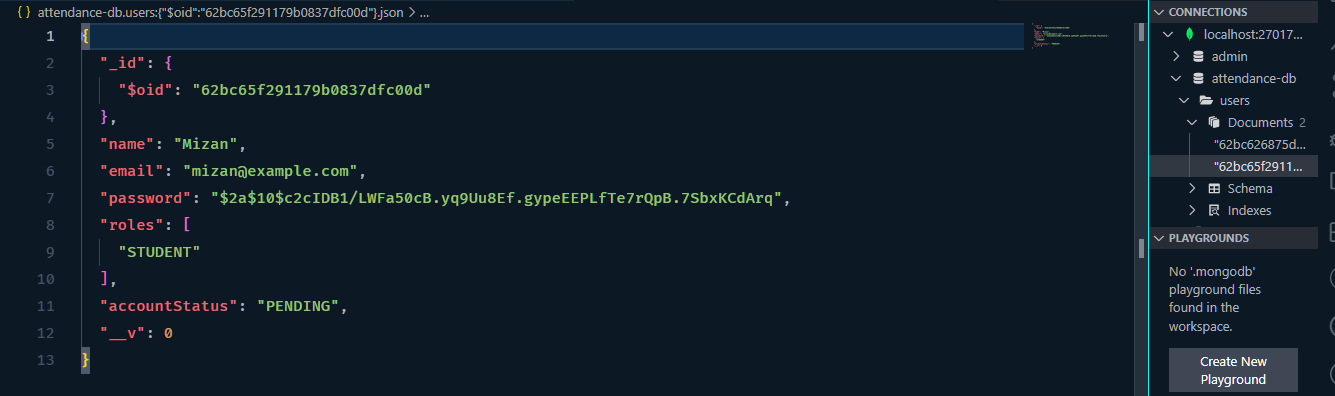 { } attendance-db.users:{"$oid":"62bc65f291179b0837dfc00d"}.json > ...
1 {
2 "_id": {
3 "$oid": "62bc65f291179b0837dfc00d"
4 },
5 "name": "Mizan",
6 "email": "mizan@example.com",
7 "password": "$2a$10$c2cIDB1/LWFa50cB.yq9Uu8Ef.gypeEEPLfTe7rQpB.7SbxKCdArq",
8 "roles": [
9 "STUDENT"
10 ],
11 "accountStatus": "PENDING",
12 "__v": 0
13 }
CONNECTIONS
localhost:27017...
admin
attendance-db
users
Documents 2
"62bc626875d...
"62bc65f2911...
Schema
Indexes
PLAYGROUNDS
No '.mongodb'
playground files
found in the
workspace.
Create New
Playground